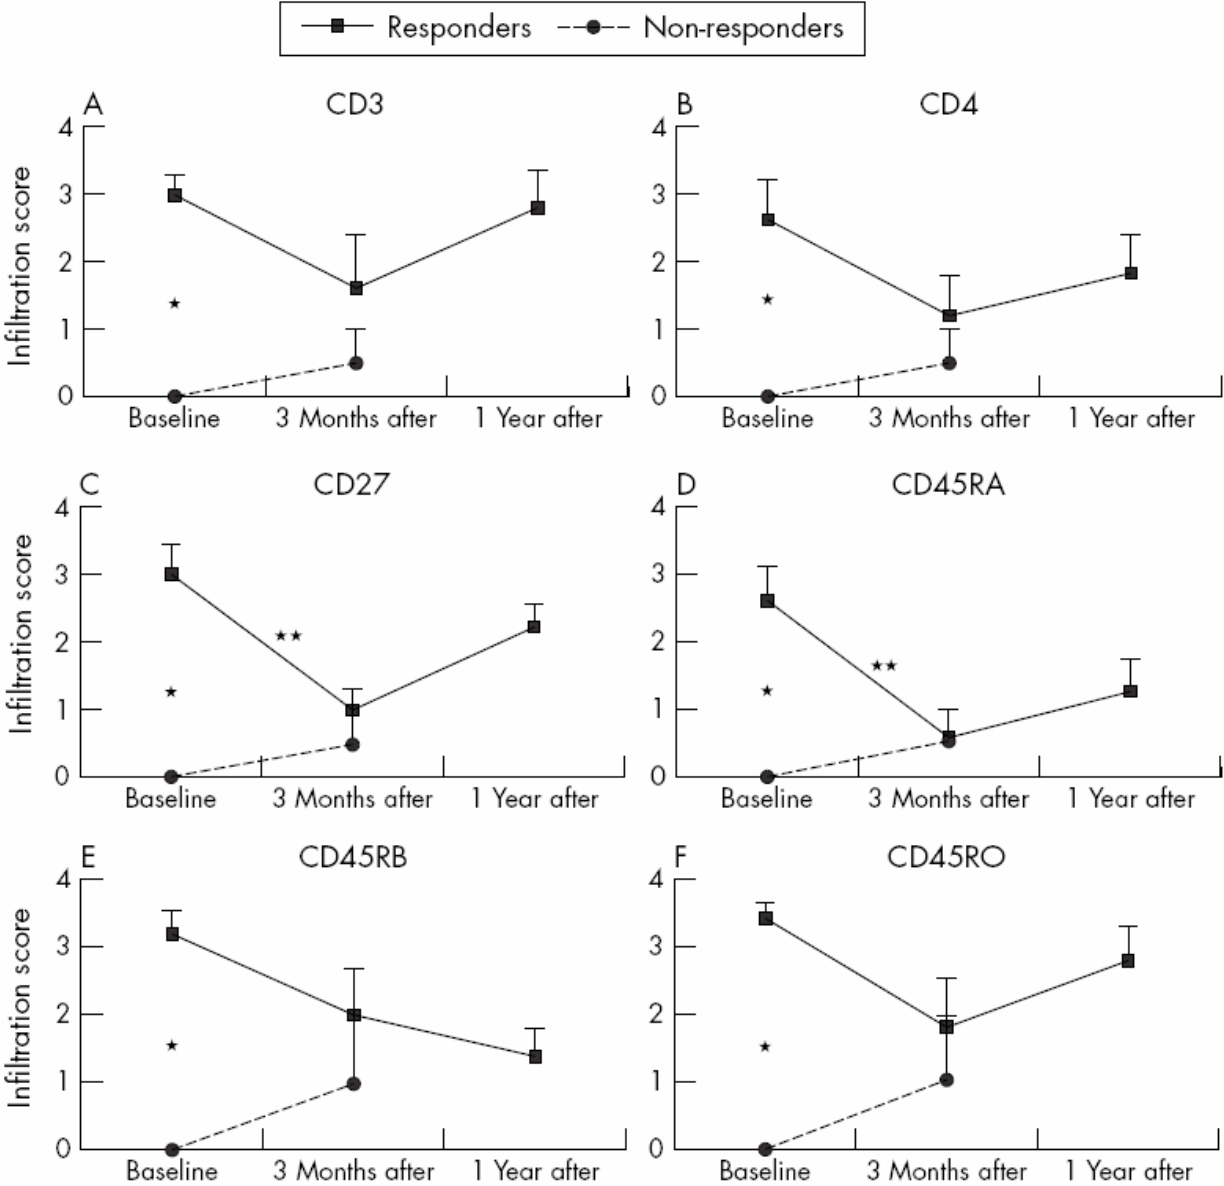 Responders Non-responders
A CD3
4
3
2
1
0
Infiltration score
Baseline 3 Months after 1 Year after
B CD4
4
3
2
1
0
Baseline 3 Months after 1 Year after
C CD27
4
3
2
1
0
Infiltration score
★★
★
Baseline 3 Months after 1 Year after
D CD45RA
4
3
2
1
0
★★
★
Baseline 3 Months after 1 Year after
E CD45RB
4
3
2
1
0
Infiltration score
Baseline 3 Months after 1 Year after
F CD45RO
4
3
2
1
0
Baseline 3 Months after 1 Year after